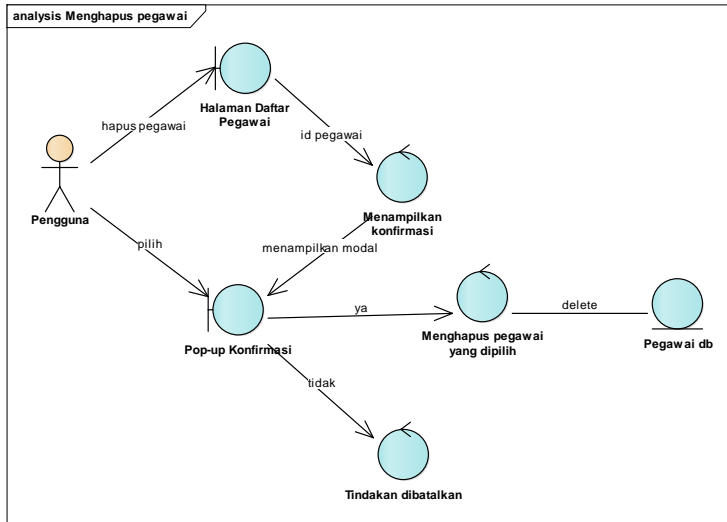 analysis Menghapus pegawai
Halaman Daftar
Pegawai
hapus pegawai
id pegawai
Pengguna
Menampilkan
konfirmasi
pilih
menampilkan modal
ya
delete
Pop-up Konfirmasi
Menghapus pegawai
yang dipilih
Pegawai db
tidak
Tindakan dibatalkan